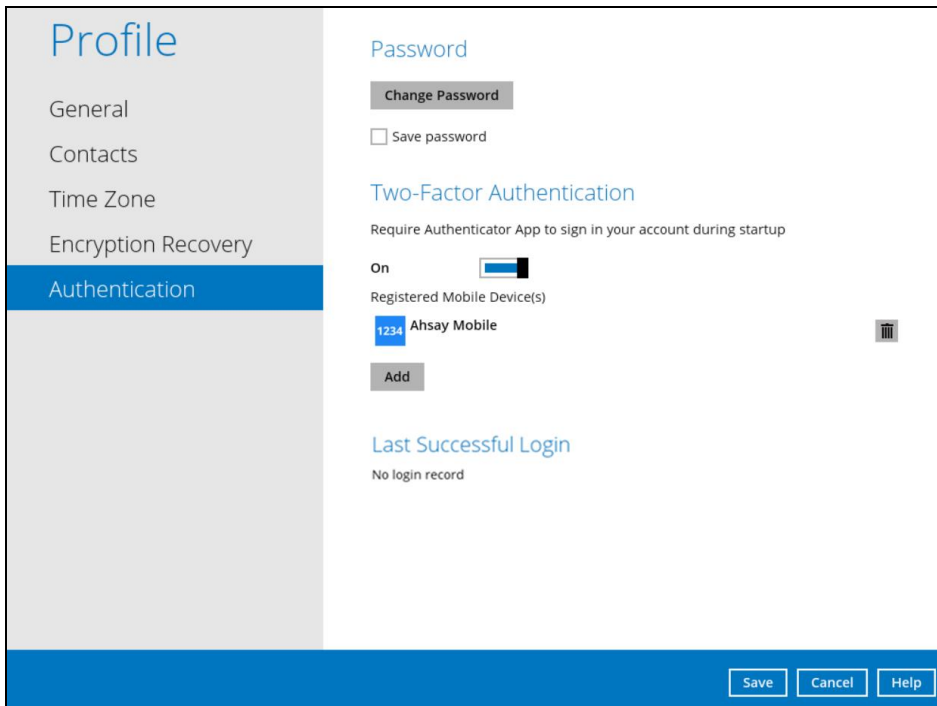 Profile
General
Contacts
Time Zone
Encryption Recovery
Authentication
Password
Change Password
Save password
Two-Factor Authentication
Require Authenticator App to sign in your account during startup
On
Registered Mobile Device(s)
1234 Ahsay Mobile
Add
Last Successful Login
No login record
Save Cancel Help